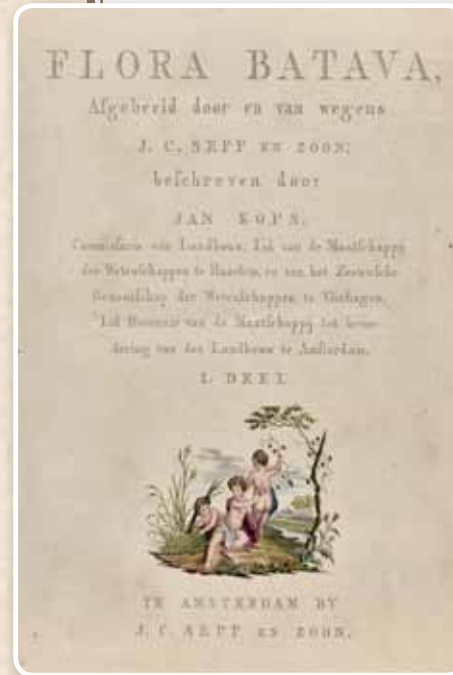 FLORA BATAVA,
Afgebeeld door en van wegens
J. C. SEPP EN ZOON;
beschreven door
JAN KOPS,
Commissaris van Landbouw, Lid van de Maatschappij
der Wetenschappen te Haarlem, en van het Zeeuwsche
Genootschap der Wetenschappen te Vlissingen,
Lid Honorair van de Maatschappij tot bevor-
dering van den Landbouw te Amsterdam.
I. DEEL
TE AMSTERDAM BY
J. C. SEPP EN ZOON.